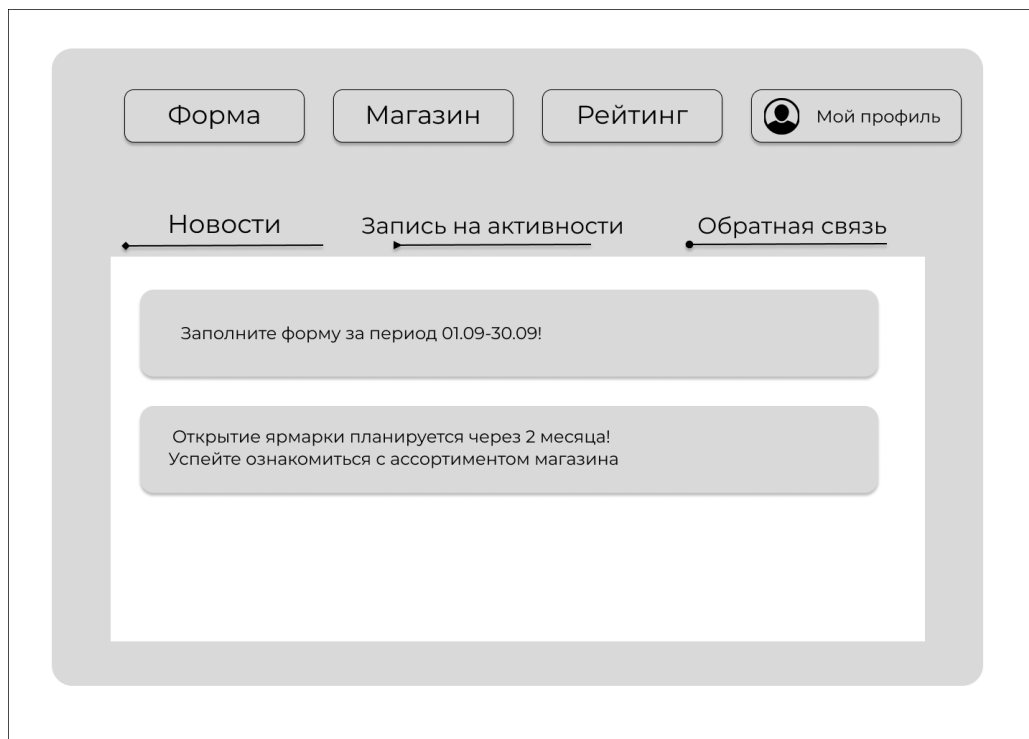 Форма
Магазин
Рейтинг
Мой профиль
Новости
Запись на активности
Обратная связь
Заполните форму за период 01.09-30.09!
Открытие ярмарки планируется через 2 месяца!
Успейте ознакомиться с ассортиментом магазина